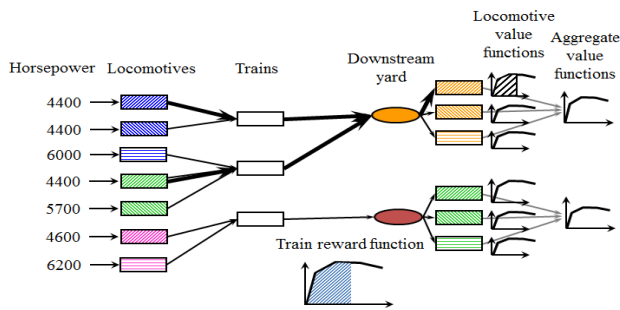 Locomotive
value
functions
Aggregate
value
functions
Downstream
yard
Horsepower
Locomotives
Trains
4400
4400
6000
4400
5700
4600
6200
Train reward function